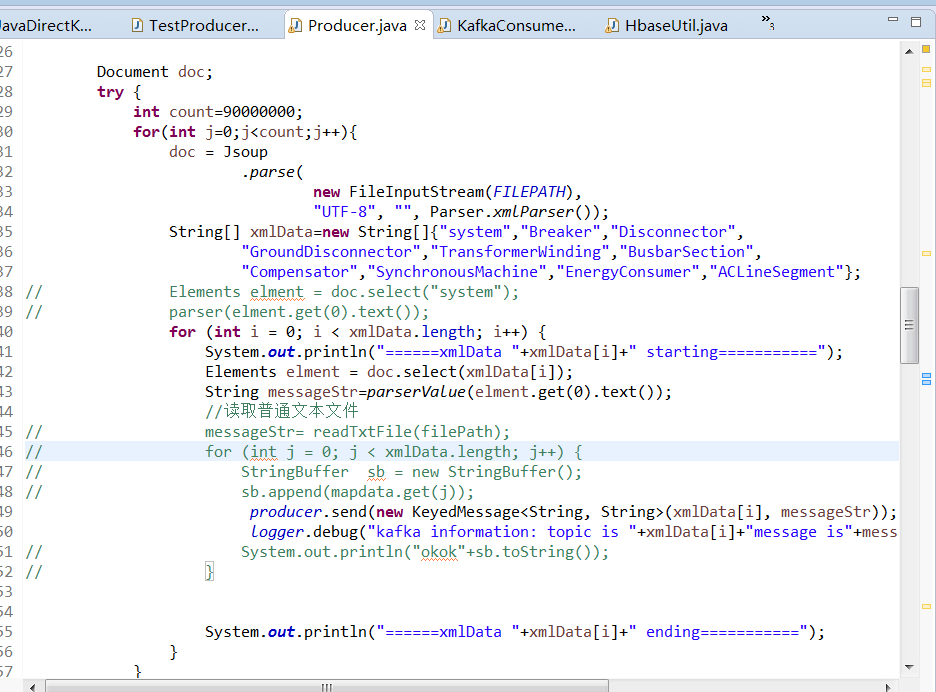 JavaDirectK... TestProducer... Producer.java KafkaConsume... HbaseUtil.java »3
26
27 Document doc;
28 try {
29 int count=90000000;
30 for(int j=0;j<count;j++){
31 doc = Jsoup
32 .parse(
33 new FileInputStream(FILEPATH),
34 "UTF-8", "", Parser.xmlParser());
35 String[] xmlData=new String[]{"system","Breaker","Disconnector",
36 "GroundDisconnector","TransformerWinding","BusbarSection",
37 "Compensator","SynchronousMachine","EnergyConsumer","ACLineSegment"};
38 // Elements elment = doc.select("system");
39 // parser(elment.get(0).text());
40 for (int i = 0; i < xmlData.length; i++) {
41 System.out.println("======xmlData "+xmlData[i]+" starting===========");
42 Elements elment = doc.select(xmlData[i]);
43 String messageStr=parserValue(elment.get(0).text());
44 //读取普通文本文件
45 // messageStr= readTxtFile(filePath);
46 // for (int j = 0; j < xmlData.length; j++) {
47 // StringBuffer sb = new StringBuffer();
48 // sb.append(mapdata.get(j));
49 producer.send(new KeyedMessage<String, String>(xmlData[i], messageStr));
50 logger.debug("kafka information: topic is "+xmlData[i]+"message is"+mess
51 // System.out.println("okok"+sb.toString());
52 // }
53
54
55 System.out.println("======xmlData "+xmlData[i]+" ending===========");
56 }
57 }